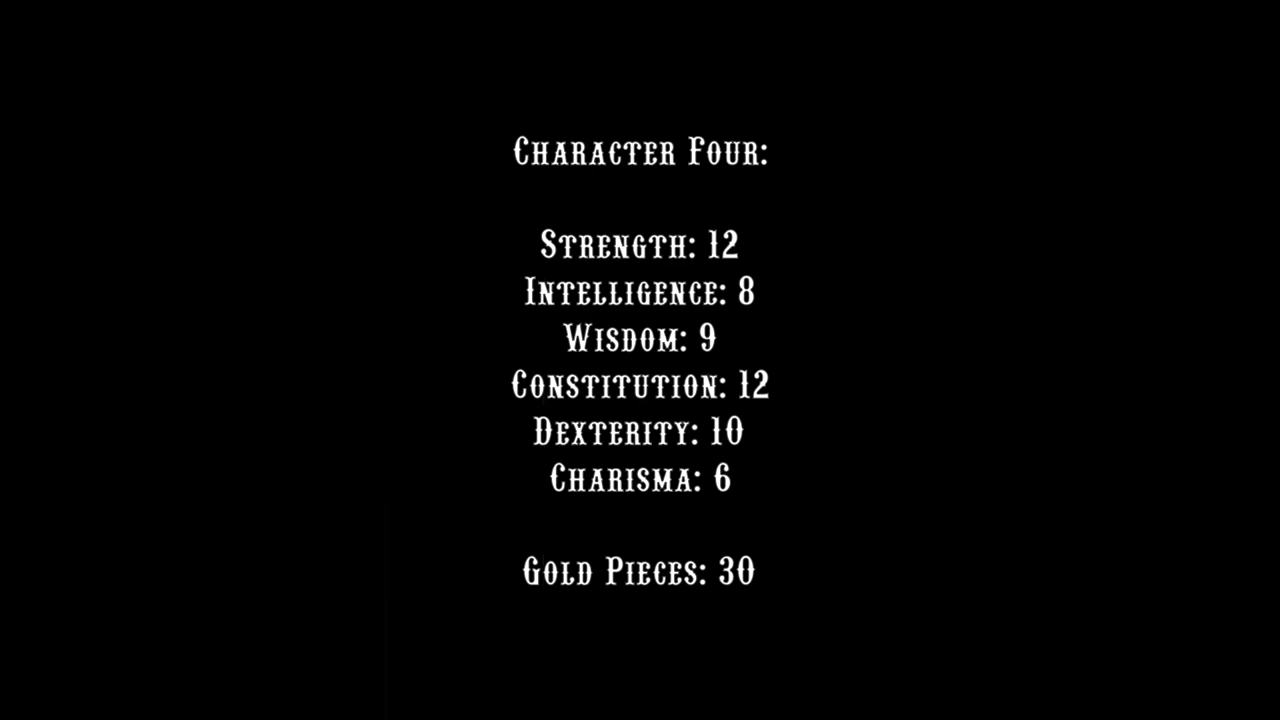 Character Four:
Strength: 12
Intelligence: 8
Wisdom: 9
Constitution: 12
Dexterity: 10
Charisma: 6
Gold Pieces: 30